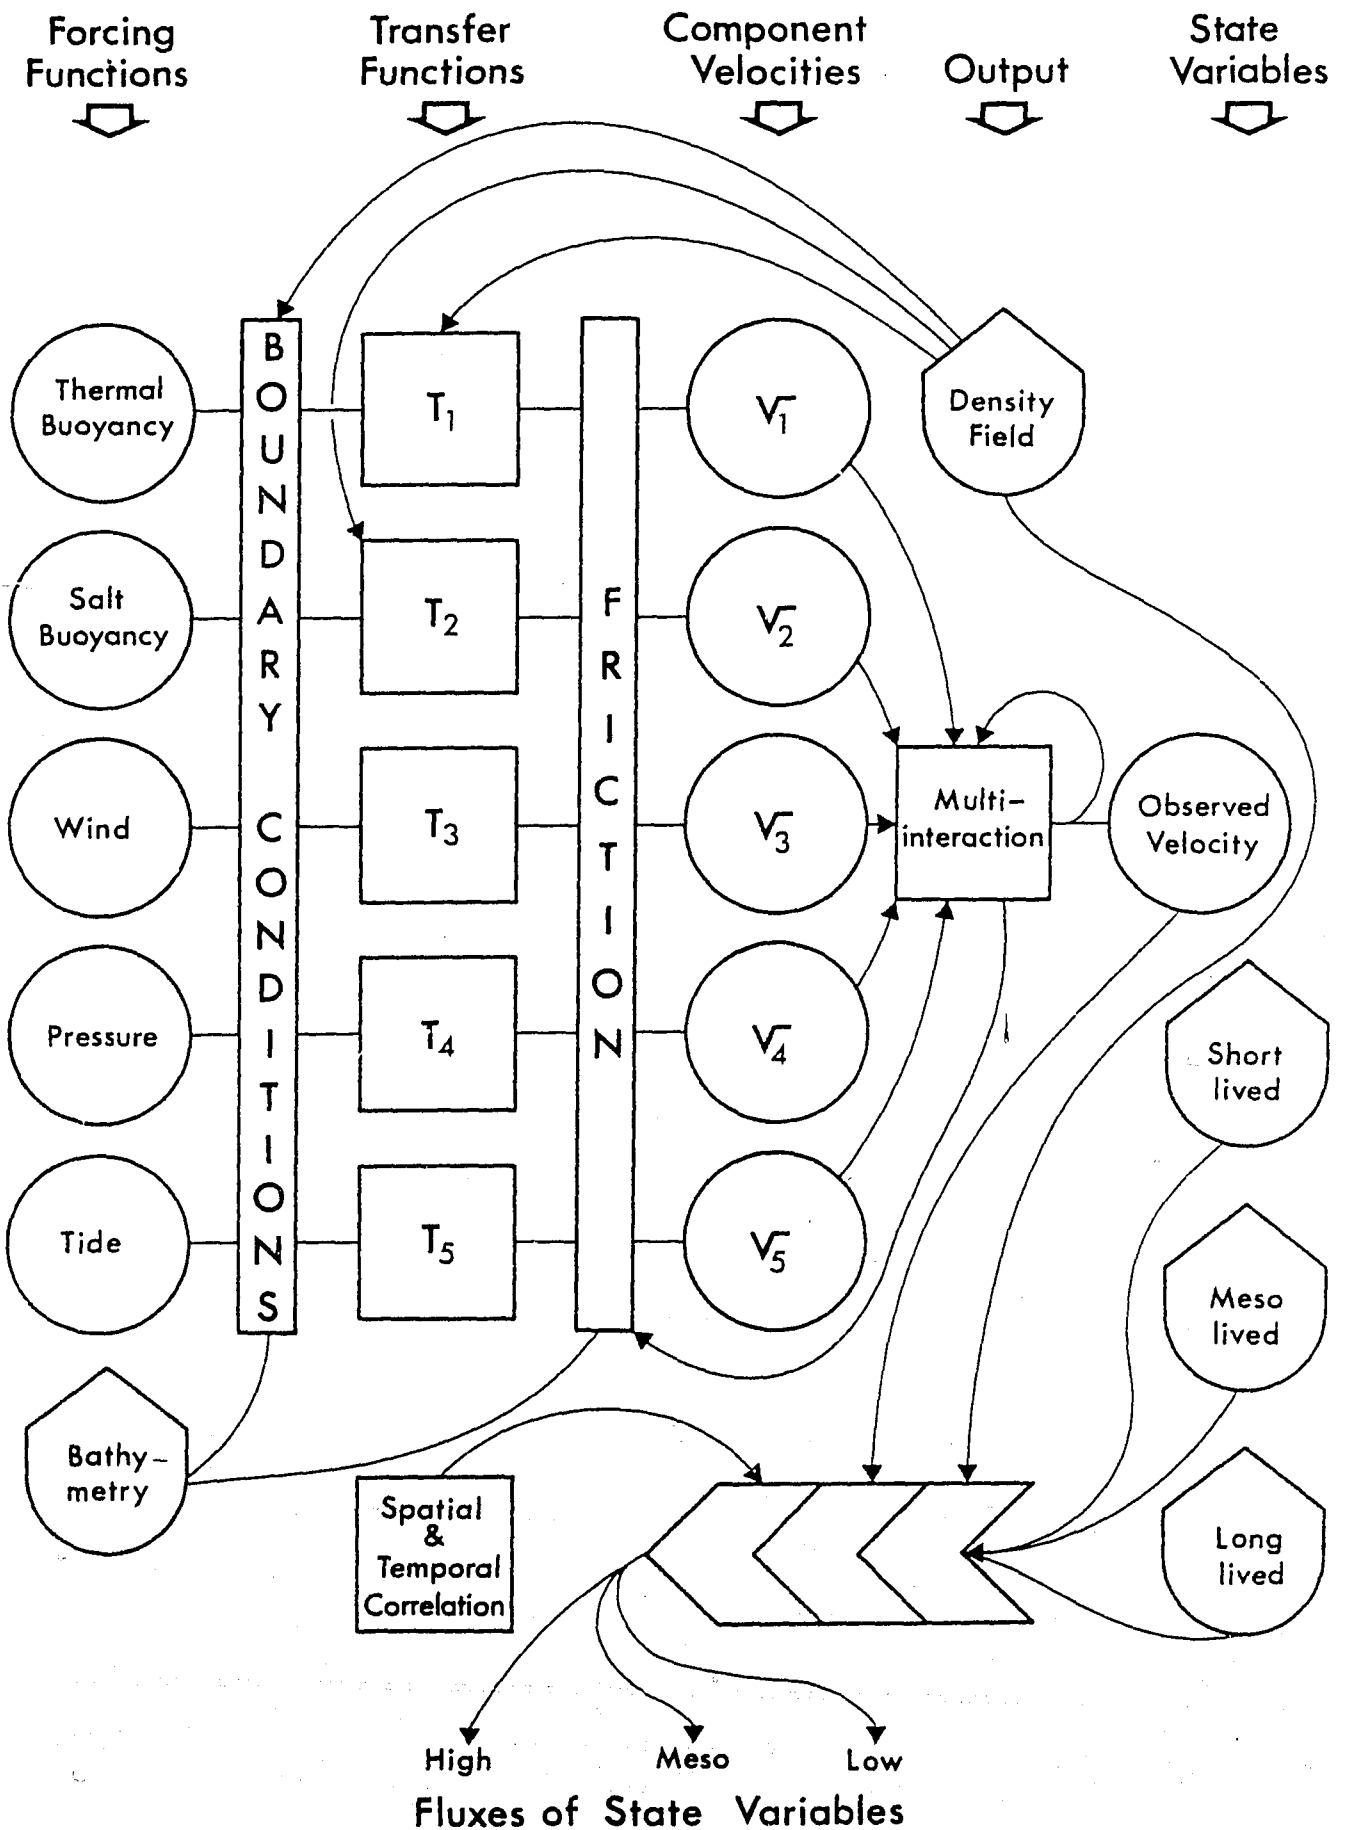 Forcing
Functions
Transfer
Functions
Component
Velocities
Output
State
Variables
BOUNDARY CONDITIONS
FRICTION
Thermal
Buoyancy
T1
V1
Density
Field
Salt
Buoyancy
T2
V2
Wind
T3
V3
Multi-
interaction
Observed
Velocity
Pressure
T4
V4
Short
lived
Tide
T5
V5
Meso
lived
Bathy-
metry
Spatial
&
Temporal
Correlation
Long
lived
High
Meso
Low
Fluxes of State Variables